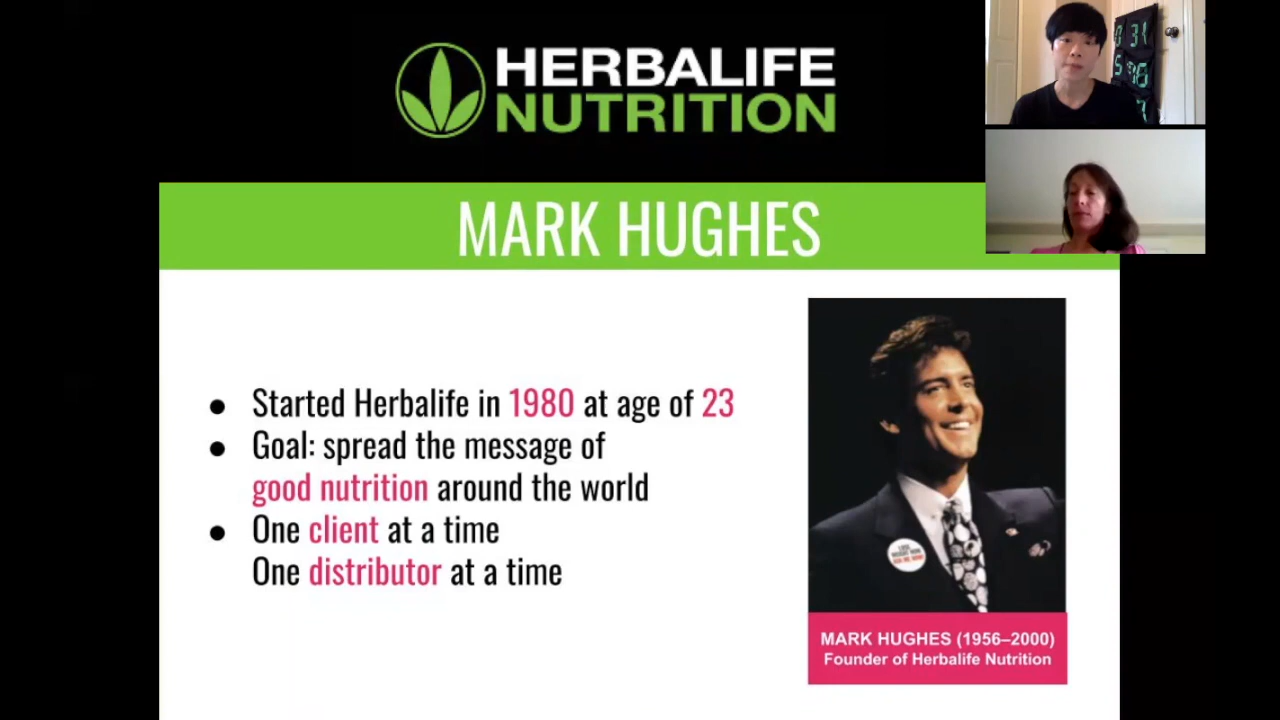 HERBALIFE
NUTRITION
MARK HUGHES
● Started Herbalife in 1980 at age of 23
● Goal: spread the message of
good nutrition around the world
● One client at a time
One distributor at a time
MARK HUGHES (1956–2000)
Founder of Herbalife Nutrition